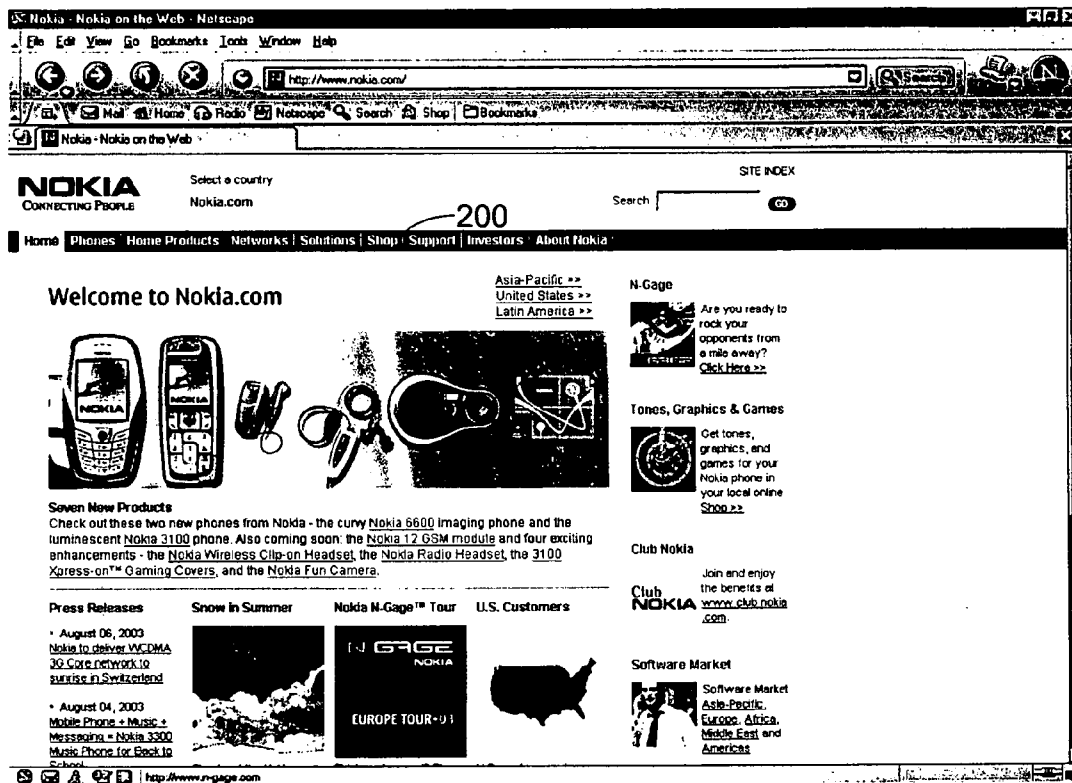 Nokia - Nokia on the Web - Netscape
File Edit View Go Bookmarks Tools Window Help
http://www.nokia.com/
Search
Mail Home Radio Netscape Search Shop Bookmarks
Nokia - Nokia on the Web
NOKIA
CONNECTING PEOPLE
Select a country
Nokia.com
SITE INDEX
Search
GO
200
Home Phones Home Products Networks Solutions Shop Support Investors About Nokia
Welcome to Nokia.com
Asia-Pacific >>
United States >>
Latin America >>
NOKIA
NOKIA
Seven New Products
Check out these two new phones from Nokia - the curvy Nokia 6600 imaging phone and the
luminescent Nokia 3100 phone. Also coming soon: the Nokia 12 GSM module and four exciting
enhancements - the Nokia Wireless Clip-on Headset, the Nokia Radio Headset, the 3100
Xpress-on™ Gaming Covers, and the Nokia Fun Camera.
N-Gage
Are you ready to
rock your
opponents from
a mile away?
Click Here >>
Tones, Graphics & Games
Get tones,
graphics, and
games for your
Nokia phone in
your local online
Shop >>
Club Nokia
Club
NOKIA
Join and enjoy
the benefits at
www.club.nokia
.com.
Software Market
Software Market
Asia-Pacific,
Europe, Africa,
Middle East and
Americas
Press Releases
• August 06, 2003
Nokia to deliver WCDMA
3G Core network to
sunrise in Switzerland
• August 04, 2003
Mobile Phone + Music +
Messaging = Nokia 3300
Music Phone for Back to
School
Snow in Summer
Nokia N-Gage™ Tour
N-GAGE
NOKIA
EUROPE TOUR
U.S. Customers
http://www.n-gage.com